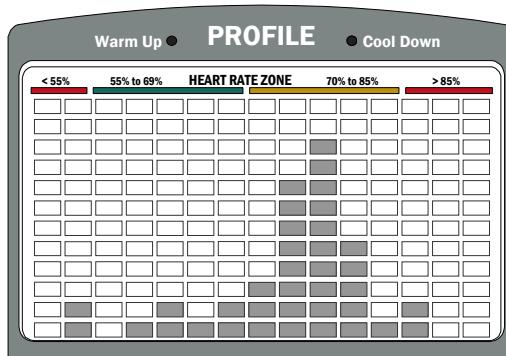 Warm Up PROFILE Cool Down
< 55% 55% to 69% HEART RATE ZONE 70% to 85% > 85%